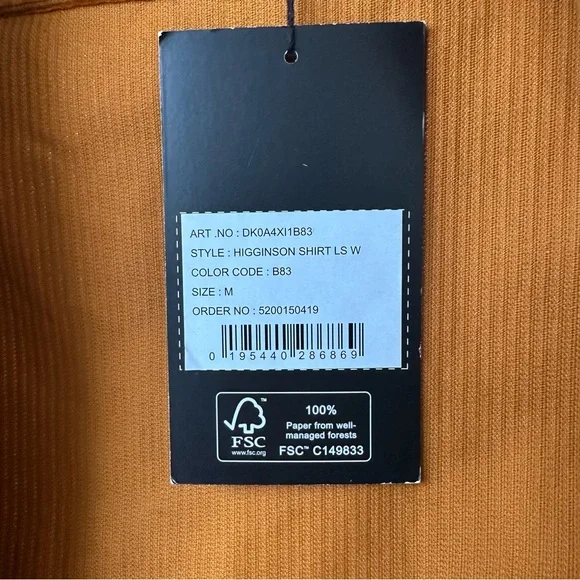 ART .NO : DK0A4XI1B83
STYLE : HIGGINSON SHIRT LS W
COLOR CODE : B83
SIZE : M
ORDER NO : 5200150419
0 195440 286869
FSC
www.fsc.org
™
100%
Paper from well-
managed forests
FSC™ C149833